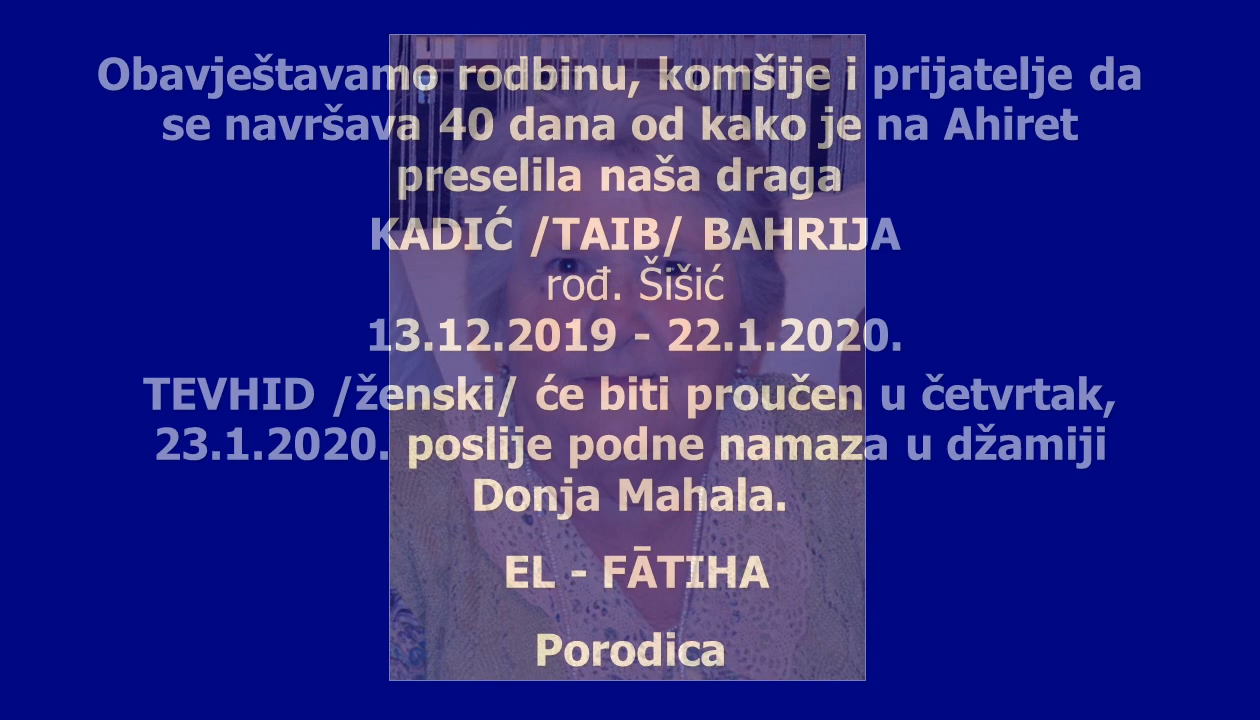 Obavještavamo rodbinu, komšije i prijatelje da
se navršava 40 dana od kako je na Ahiret
preselila naša draga
KADIĆ /TAIB/ BAHRIJA
rođ. Šišić
13.12.2019 - 22.1.2020.
TEVHID /ženski/ će biti proučen u četvrtak,
23.1.2020. poslije podne namaza u džamiji
Donja Mahala.
EL - FĀTIHA
Porodica